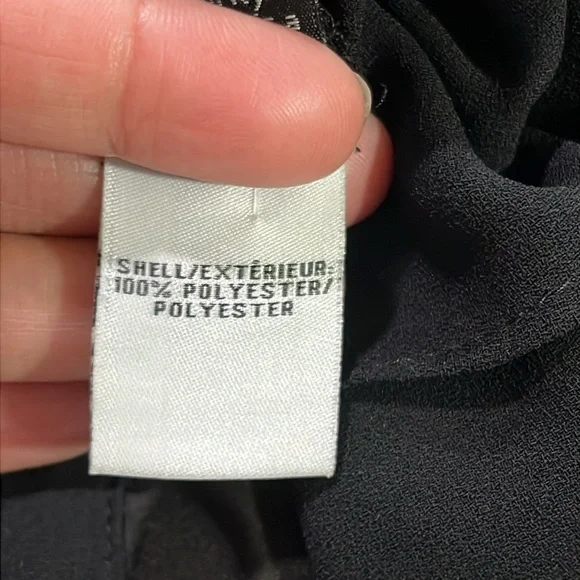 SHELL/EXTÉRIEUR:
100% POLYESTER/
POLYESTER